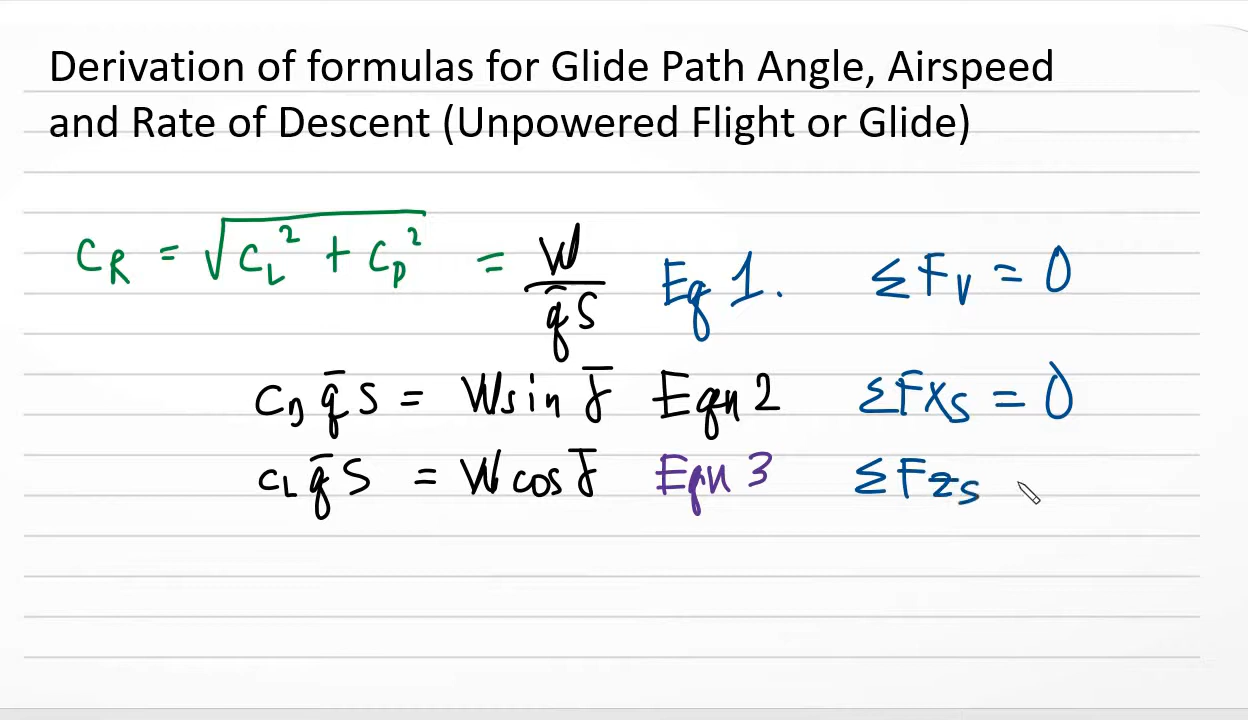 Derivation of formulas for Glide Path Angle, Airspeed
and Rate of Descent (Unpowered Flight or Glide)
C_R = √(C_L² + C_D²) = W / (q̄ S) Eq 1. ΣF_V = 0
C_D q̄ S = W sin γ̄ Eqn 2 ΣF_XS = 0
C_L q̄ S = W cos γ̄ Eqn 3 ΣF_ZS